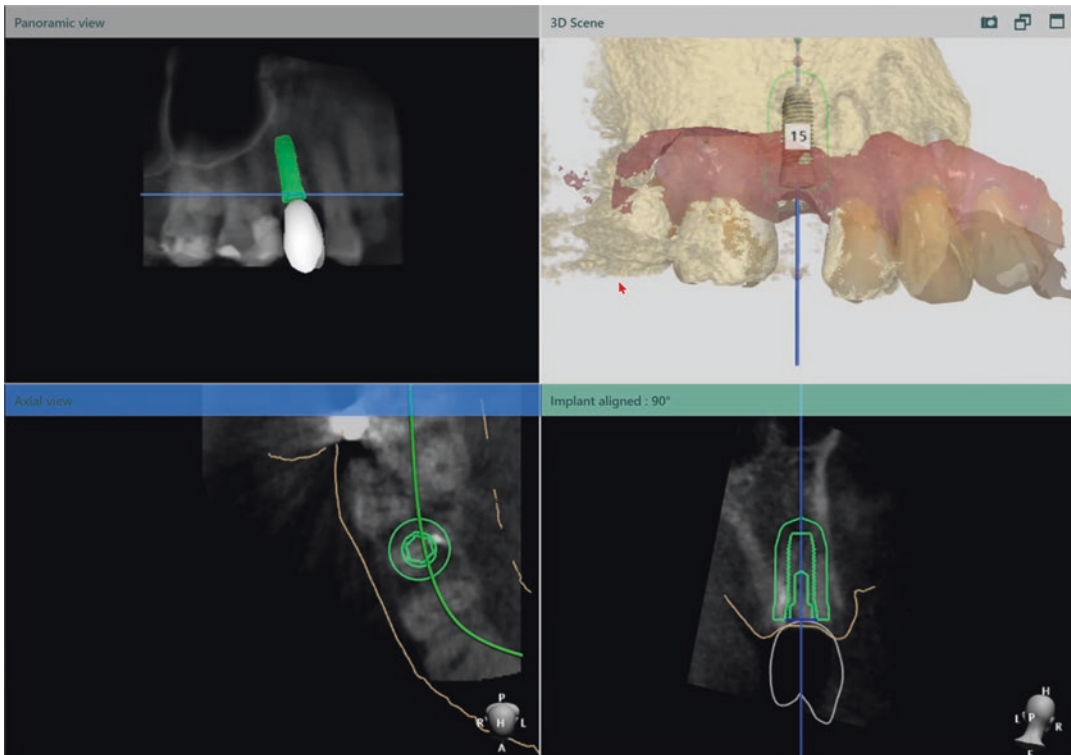 Panoramic view
3D Scene
15
Axial view
Implant aligned : 90°
P
R H L
A
H
L P R
F